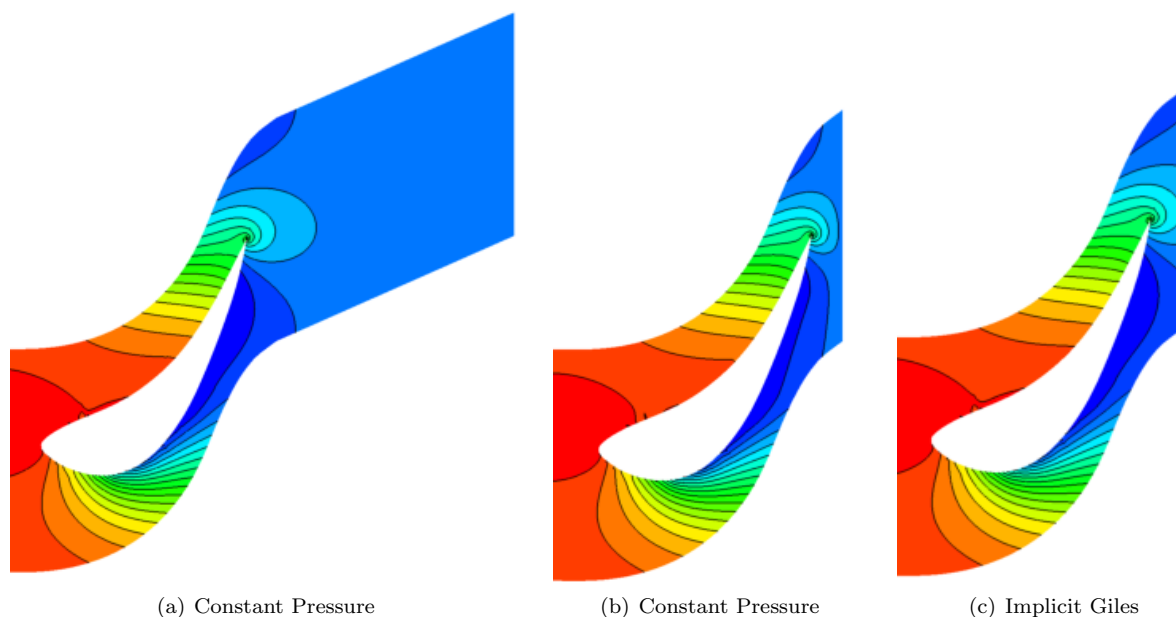 (a) Constant Pressure
(b) Constant Pressure
(c) Implicit Giles